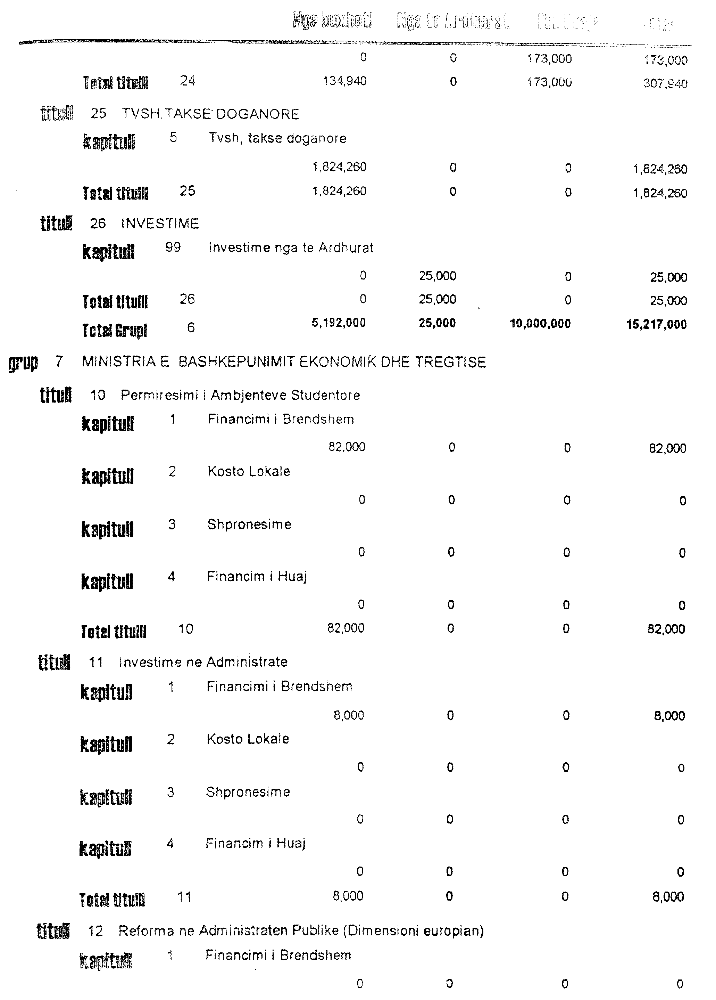 Nga buxheti Nga te Ardhurat Fin. Huaj
0 0 173,000 173,000
Total titulli 24 134,940 0 173,000 307,940
titull 25 TVSH,TAKSE DOGANORE
kapitull 5 Tvsh, takse doganore
1,824,260 0 0 1,824,260
Total titulli 25 1,824,260 0 0 1,824,260
titull 26 INVESTIME
kapitull 99 Investime nga te Ardhurat
0 25,000 0 25,000
Total titulli 26 0 25,000 0 25,000
Total Grupi 6 5,192,000 25,000 10,000,000 15,217,000
grup 7 MINISTRIA E BASHKEPUNIMIT EKONOMIK DHE TREGTISE
titull 10 Permiresimi i Ambjenteve Studentore
kapitull 1 Financimi i Brendshem
82,000 0 0 82,000
kapitull 2 Kosto Lokale
0 0 0 0
kapitull 3 Shpronesime
0 0 0 0
kapitull 4 Financim i Huaj
0 0 0 0
Total titulli 10 82,000 0 0 82,000
titull 11 Investime ne Administrate
kapitull 1 Financimi i Brendshem
8,000 0 0 8,000
kapitull 2 Kosto Lokale
0 0 0 0
kapitull 3 Shpronesime
0 0 0 0
kapitull 4 Financim i Huaj
0 0 0 0
Total titulli 11 8,000 0 0 8,000
titull 12 Reforma ne Administraten Publike (Dimensioni europian)
kapitull 1 Financimi i Brendshem
0 0 0 0